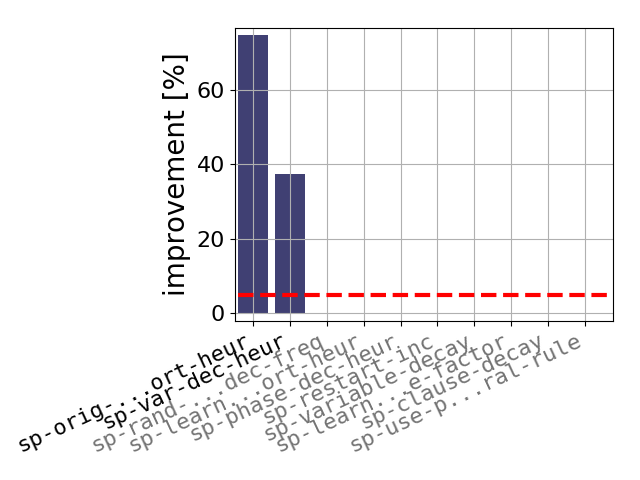 improvement [%]
60
40
20
0
sp-orig-...ort-heur
sp-var-dec-heur
sp-rand-...dec-freq
sp-learn...ort-heur
sp-phase-dec-heur
sp-restart-inc
sp-variable-decay
sp-learn...e-factor
sp-clause-decay
sp-use-p...ral-rule